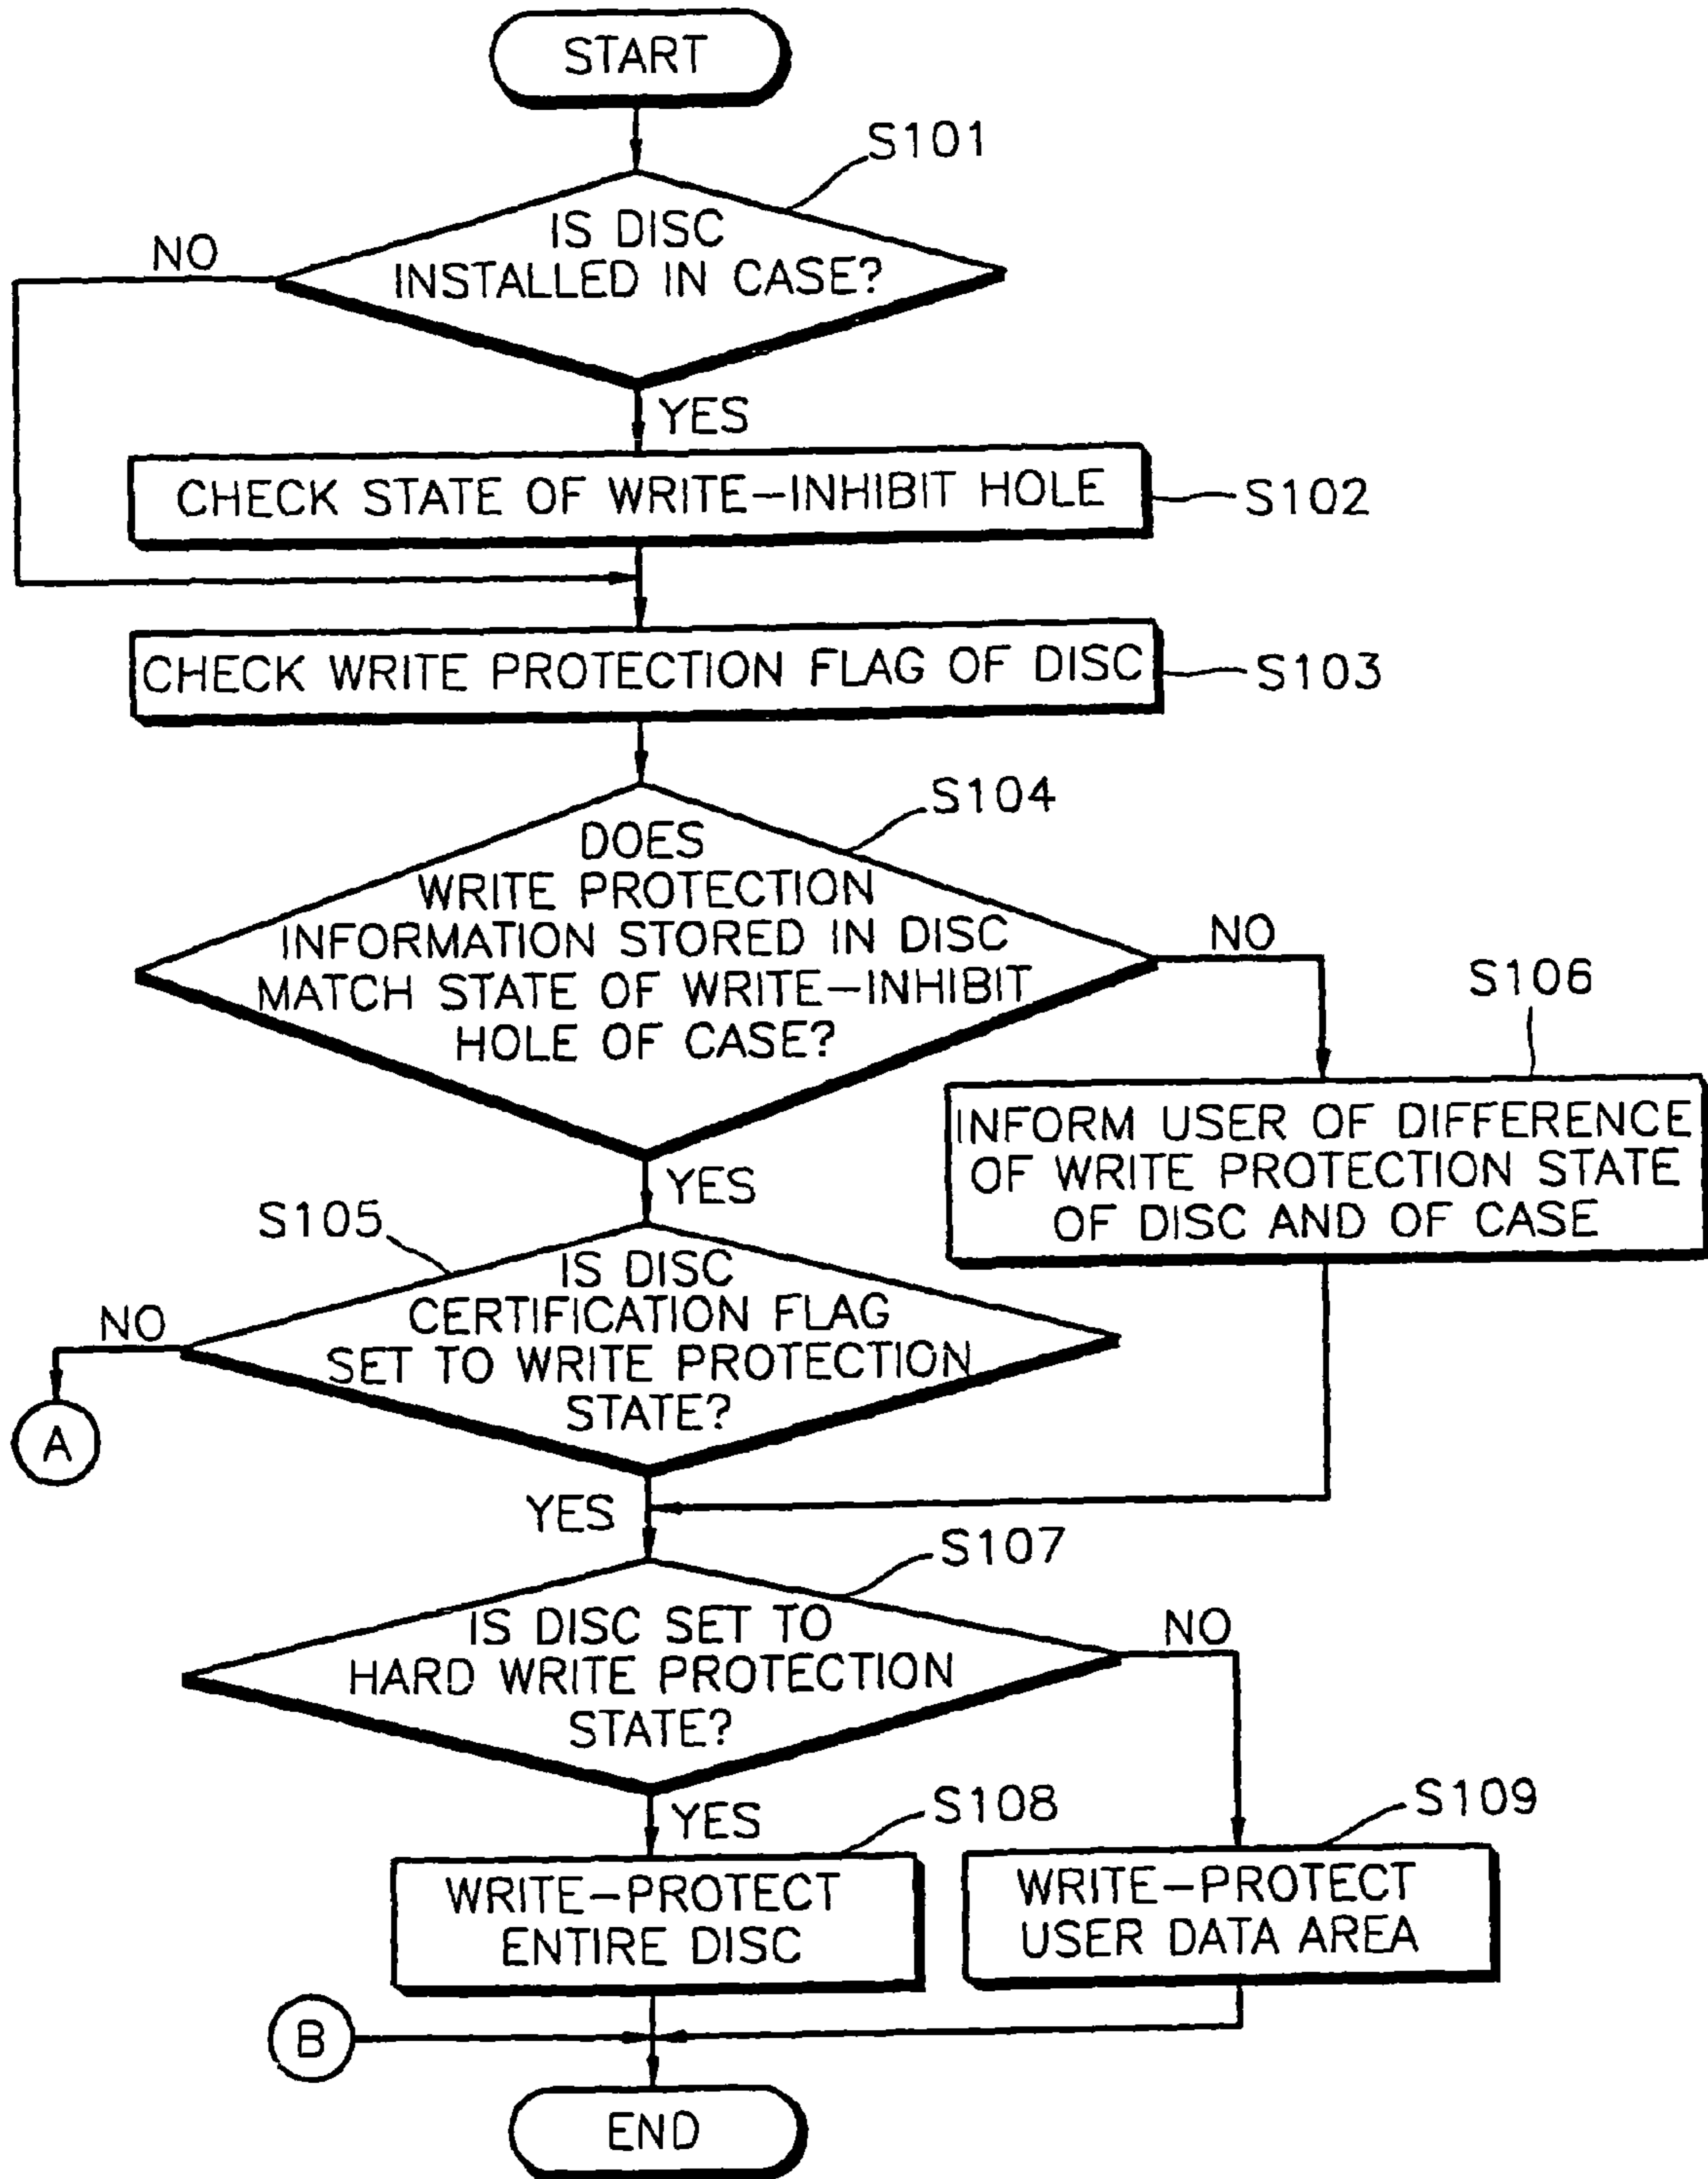 START
S101
IS DISC
INSTALLED IN CASE?
NO
YES
CHECK STATE OF WRITE-INHIBIT HOLE
S102
CHECK WRITE PROTECTION FLAG OF DISC
S103
S104
DOES
WRITE PROTECTION
INFORMATION STORED IN DISC
MATCH STATE OF WRITE-INHIBIT
HOLE OF CASE?
NO
S106
INFORM USER OF DIFFERENCE
OF WRITE PROTECTION STATE
OF DISC AND OF CASE
YES
S105
IS DISC
CERTIFICATION FLAG
SET TO WRITE PROTECTION
STATE?
NO
A
YES
S107
IS DISC SET TO
HARD WRITE PROTECTION
STATE?
NO
YES
S108
WRITE-PROTECT
ENTIRE DISC
S109
WRITE-PROTECT
USER DATA AREA
B
END